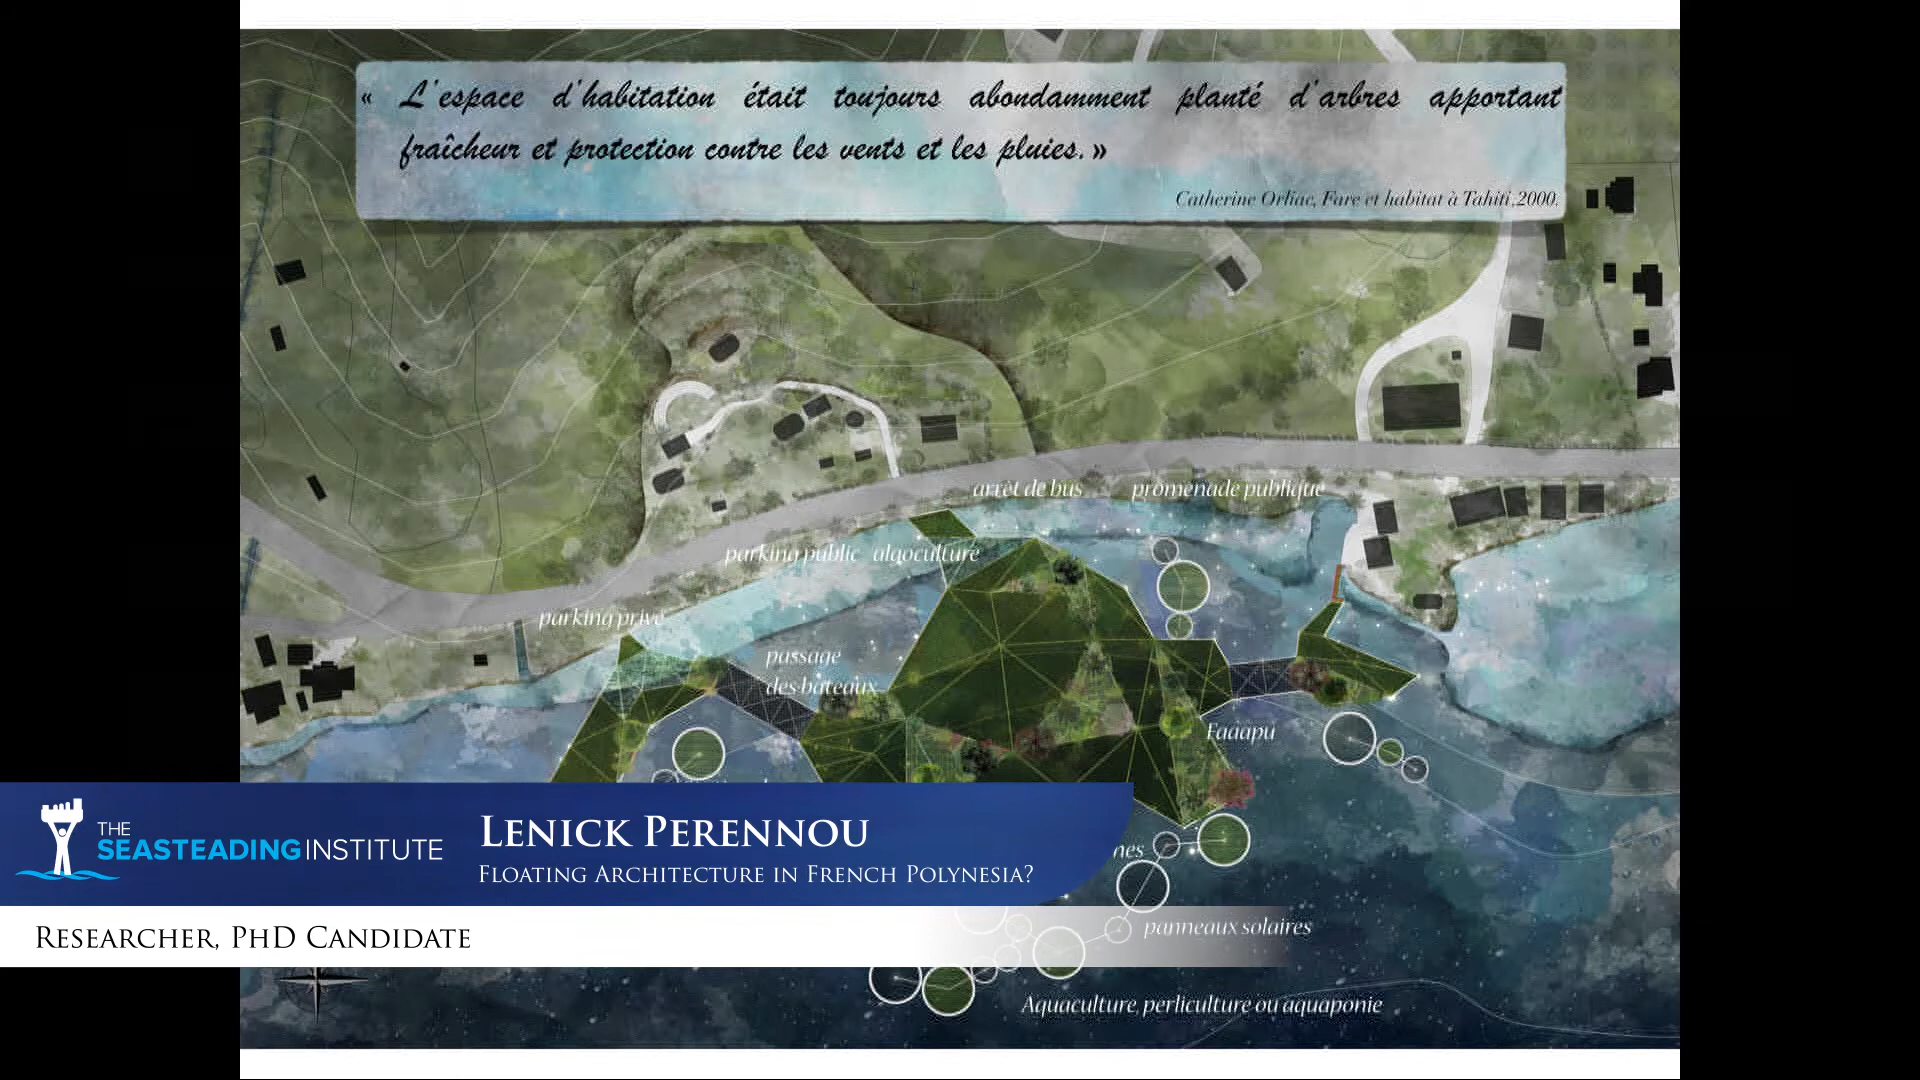 « L'espace d'habitation était toujours abondamment planté d'arbres apportant
fraîcheur et protection contre les vents et les pluies. »
Catherine Orliac, Fare et habitat à Tahiti,2000.
arrêt de bus promenade publique
parking public algoculture
parking privé
passage
des bateaux
Faaapu
THE
SEASTEADING INSTITUTE
LENICK PERENNOU
FLOATING ARCHITECTURE IN FRENCH POLYNESIA?
RESEARCHER, PHD CANDIDATE
panneaux solaires
Aquaculture, perliculture ou aquaponie